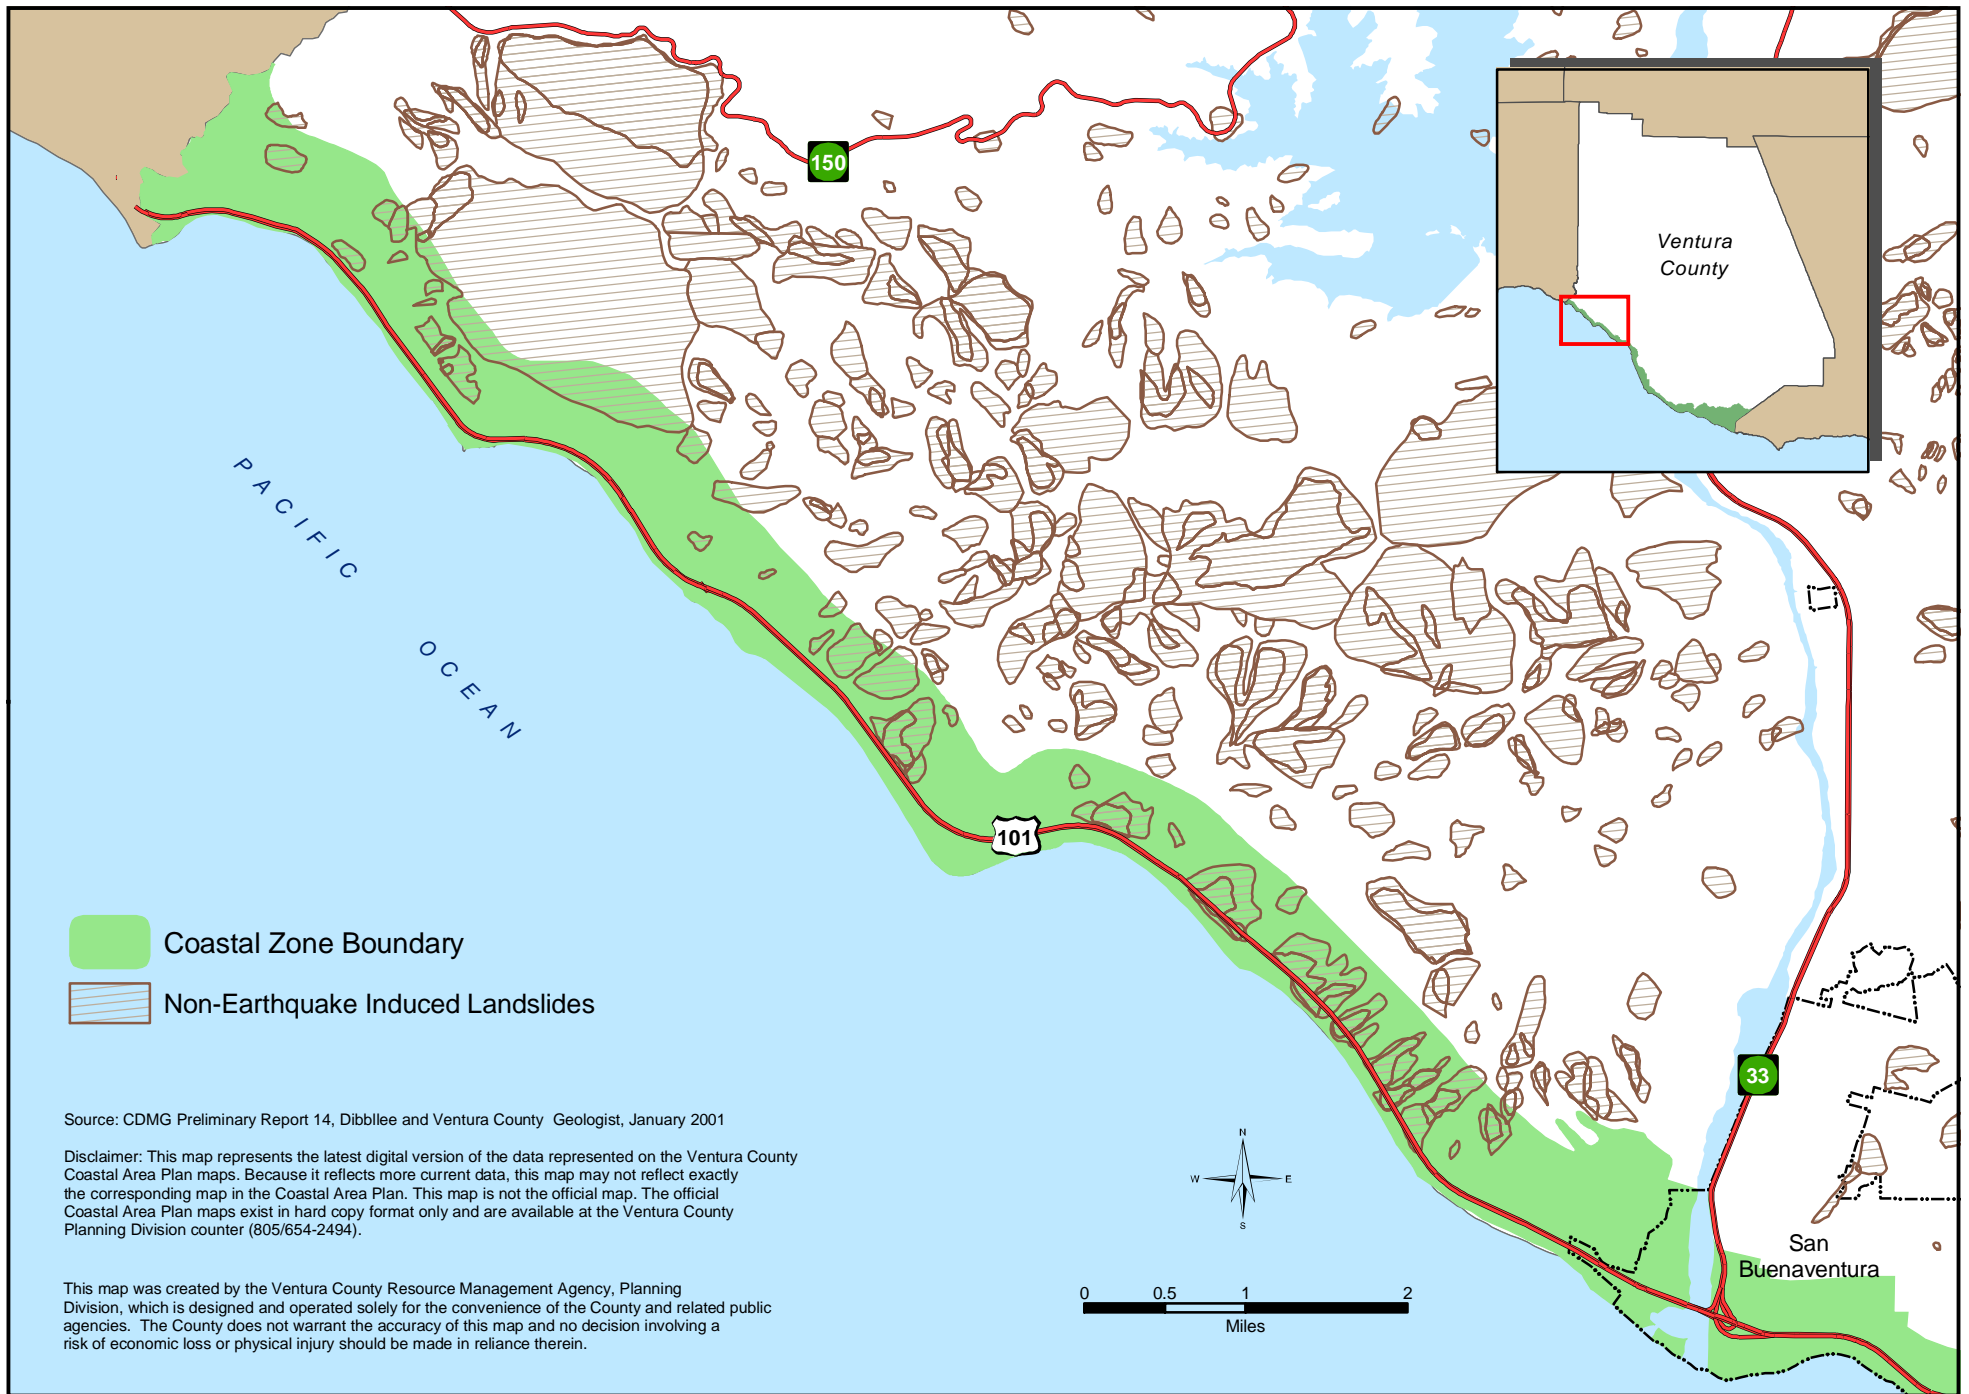 150
Ventura
County
PACIFIC
OCEAN
101
Coastal Zone Boundary
Non-Earthquake Induced Landslides
33
Source: CDMG Preliminary Report 14, Dibbllee and Ventura County Geologist, January 2001
Disclaimer: This map represents the latest digital version of the data represented on the Ventura County
Coastal Area Plan maps. Because it reflects more current data, this map may not reflect exactly
the corresponding map in the Coastal Area Plan. This map is not the official map. The official
Coastal Area Plan maps exist in hard copy format only and are available at the Ventura County
Planning Division counter (805/654-2494).
N
W E
S
San
Buenaventura
This map was created by the Ventura County Resource Management Agency, Planning
Division, which is designed and operated solely for the convenience of the County and related public
agencies. The County does not warrant the accuracy of this map and no decision involving a
risk of economic loss or physical injury should be made in reliance therein.
0 0.5 1 2
Miles